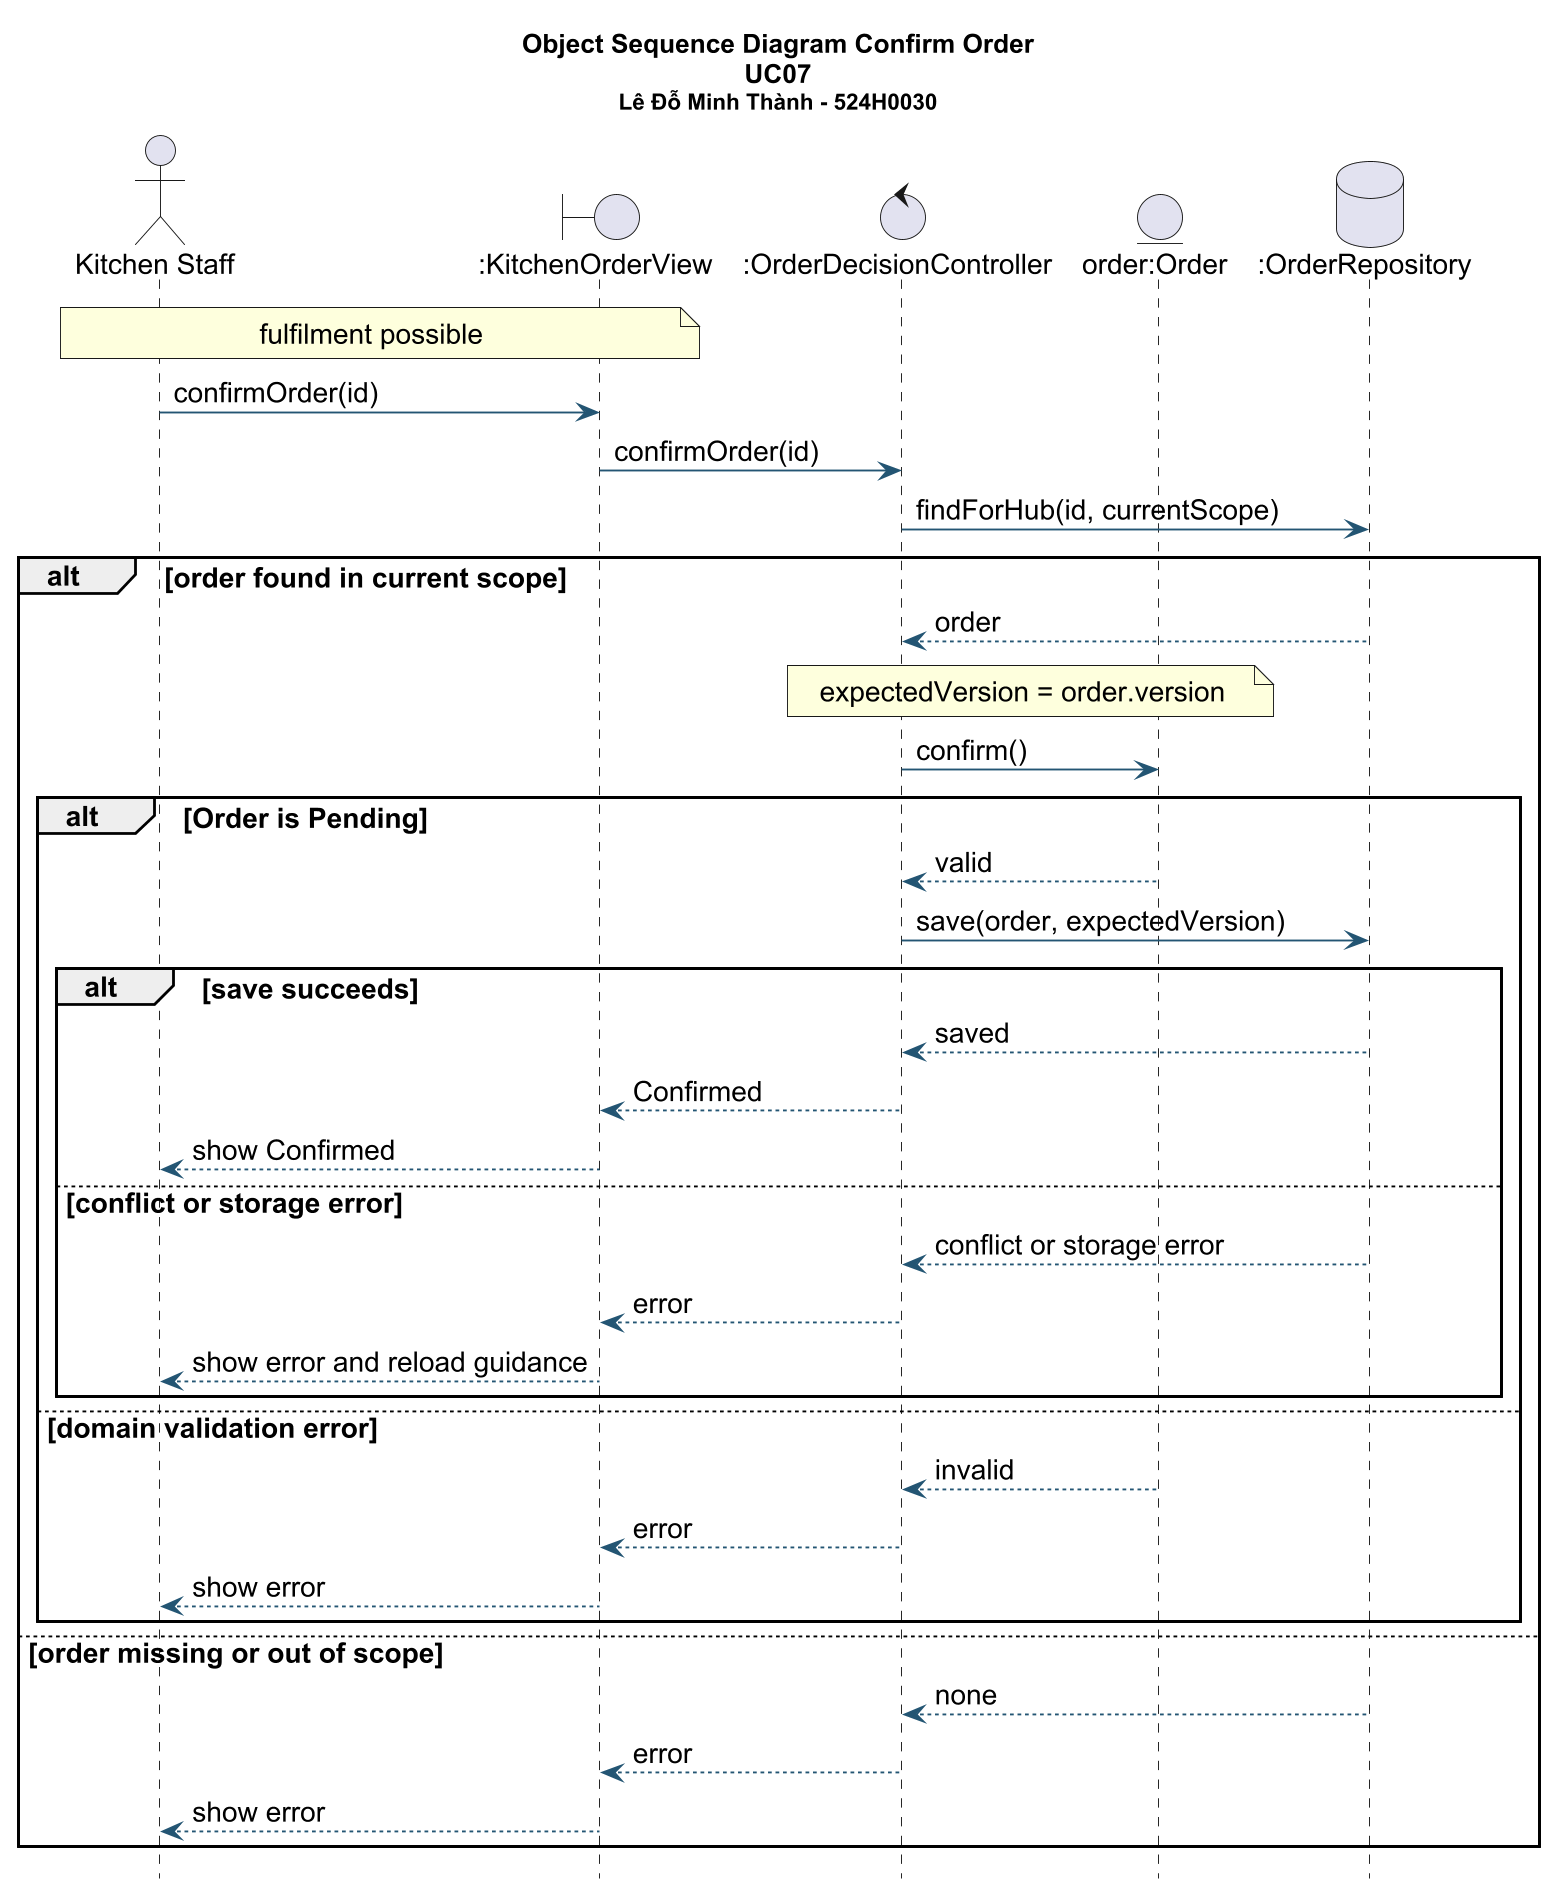 Object Sequence Diagram Confirm Order
UC07
Lê Đỗ Minh Thành - 524H0030
Kitchen Staff
:KitchenOrderView
:OrderDecisionController
order:Order
:OrderRepository
fulfilment possible
confirmOrder(id)
confirmOrder(id)
findForHub(id, currentScope)
alt
[order found in current scope]
order
expectedVersion = order.version
confirm()
alt
[Order is Pending]
valid
save(order, expectedVersion)
alt
[save succeeds]
saved
Confirmed
show Confirmed
[conflict or storage error]
conflict or storage error
error
show error and reload guidance
[domain validation error]
invalid
error
show error
[order missing or out of scope]
none
error
show error